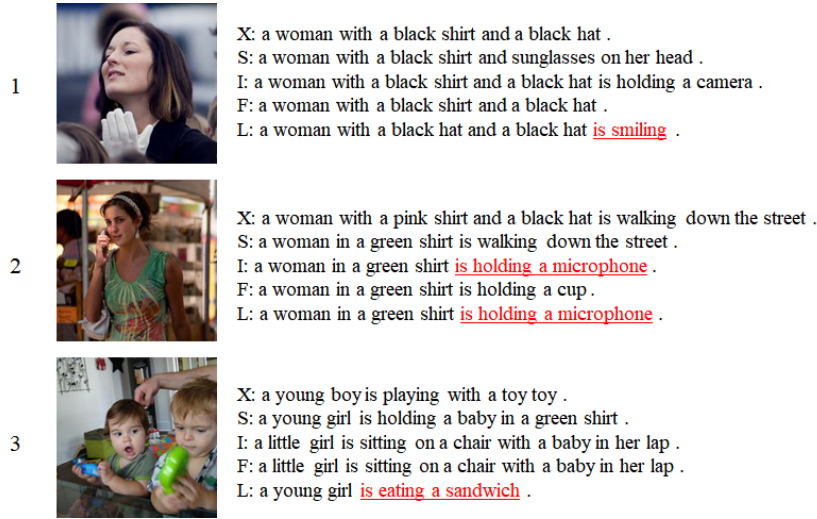 1
X: a woman with a black shirt and a black hat .
S: a woman with a black shirt and sunglasses on her head .
I: a woman with a black shirt and a black hat is holding a camera .
F: a woman with a black shirt and a black hat .
L: a woman with a black hat and a black hat is smiling .
2
X: a woman with a pink shirt and a black hat is walking down the street .
S: a woman in a green shirt is walking down the street .
I: a woman in a green shirt is holding a microphone .
F: a woman in a green shirt is holding a cup .
L: a woman in a green shirt is holding a microphone .
3
X: a young boy is playing with a toy toy .
S: a young girl is holding a baby in a green shirt .
I: a little girl is sitting on a chair with a baby in her lap .
F: a little girl is sitting on a chair with a baby in her lap .
L: a young girl is eating a sandwich .